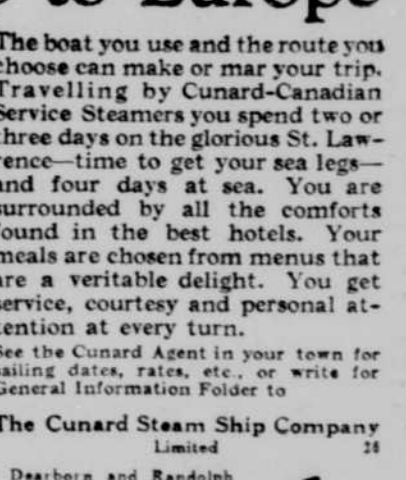 to Europe
The boat you use and the route you
choose can make or mar your trip.
Travelling by Cunard-Canadian
Service Steamers you spend two or
three days on the glorious St. Law-
rence—time to get your sea legs—
and four days at sea. You are
surrounded by all the comforts
found in the best hotels. Your
meals are chosen from menus that
are a veritable delight. You get
service, courtesy and personal at-
tention at every turn.
See the Cunard Agent in your town for
sailing dates, rates, etc., or write for
General Information Folder to
The Cunard Steam Ship Company
Limited 26
Dearborn and Randolph